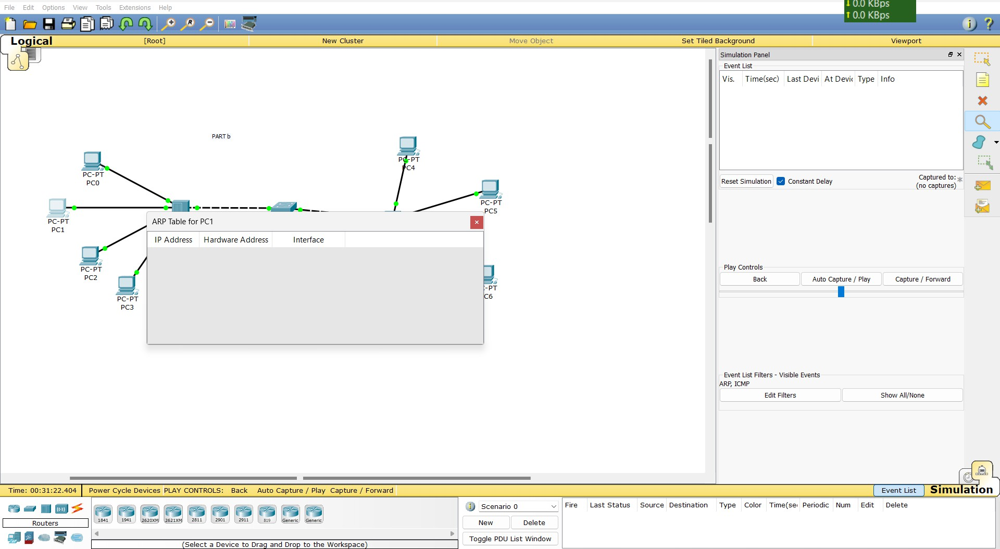 File Edit Options View Tools Extensions Help
0.0 KBps
0.0 KBps
Logical [Root] New Cluster Move Object Set Tiled Background Viewport
Simulation Panel
Event List
Vis. Time(sec) Last Devi At Devic Type Info
PART b
PC-PT
PC0
PC-PT
PC1
PC-PT
PC2
PC-PT
PC3
PC-PT
PC4
PC-PT
PC5
C-PT
C6
ARP Table for PC1
IP Address Hardware Address Interface
Reset Simulation Constant Delay Captured to: *
(no captures)
Play Controls
Back Auto Capture / Play Capture / Forward
Event List Filters - Visible Events
ARP, ICMP
Edit Filters Show All/None
Time: 00:31:22.404 Power Cycle Devices PLAY CONTROLS: Back Auto Capture / Play Capture / Forward Event List Simulation
Routers
1841 1941 2620XM 2621XM 2811 2901 2911 819 Generic Generic
(Select a Device to Drag and Drop to the Workspace)
Scenario 0
New Delete
Toggle PDU List Window
Fire Last Status Source Destination Type Color Time(se Periodic Num Edit Delete